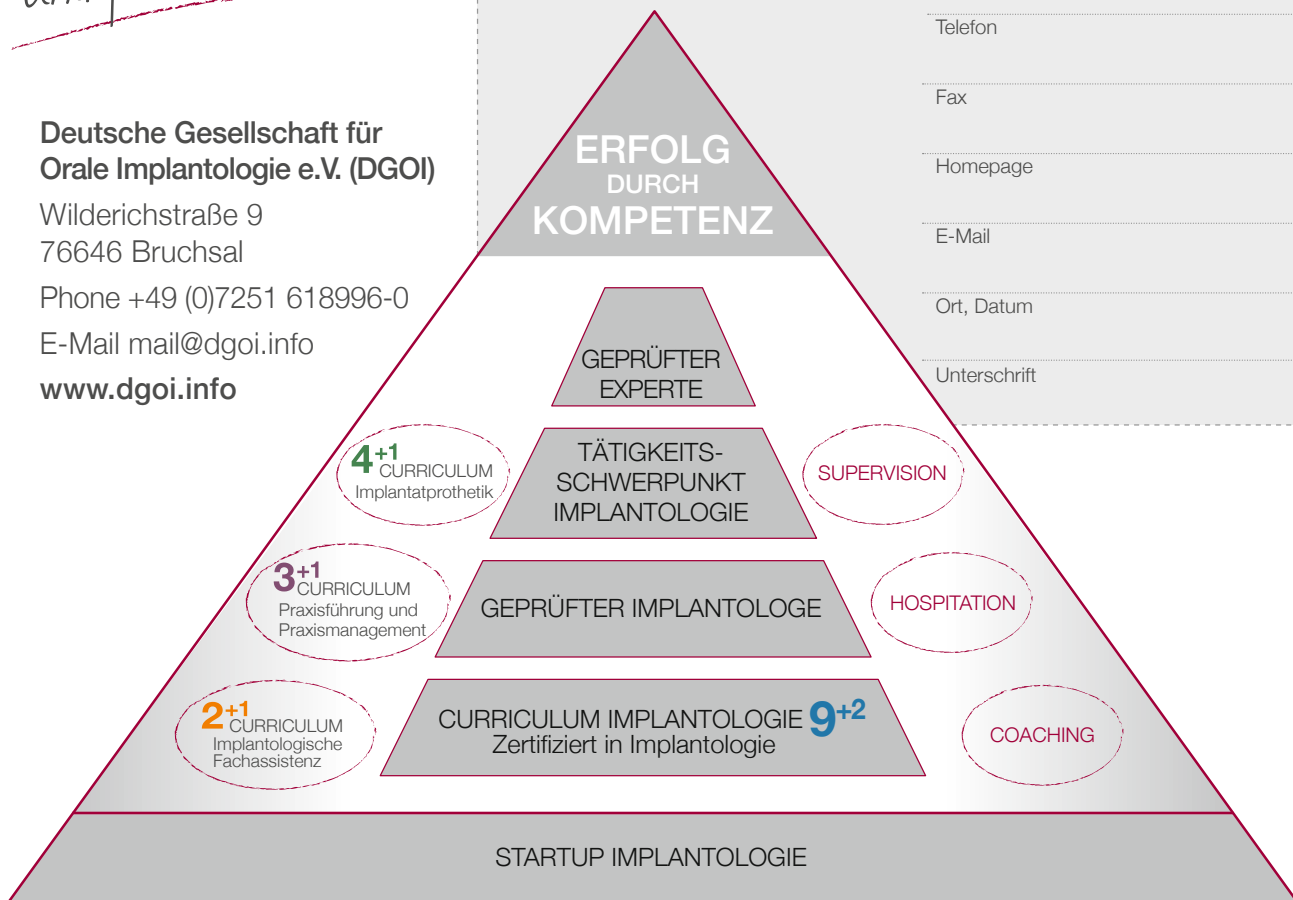 Deutsche Gesellschaft für
Orale Implantologie e.V. (DGOI)
Wilderichstraße 9
76646 Bruchsal
Phone +49 (0)7251 618996-0
E-Mail mail@dgoi.info
www.dgoi.info
Telefon
Fax
Homepage
E-Mail
Ort, Datum
Unterschrift
ERFOLG
DURCH
KOMPETENZ
GEPRÜFTER
EXPERTE
4+1 CURRICULUM
Implantatprothetik
TÄTIGKEITS-
SCHWERPUNKT
IMPLANTOLOGIE
SUPERVISION
3+1 CURRICULUM
Praxisführung und
Praxismanagement
GEPRÜFTER IMPLANTOLOGE
HOSPITATION
2+1 CURRICULUM
Implantologische
Fachassistenz
CURRICULUM IMPLANTOLOGIE 9+2
Zertifiziert in Implantologie
COACHING
STARTUP IMPLANTOLOGIE